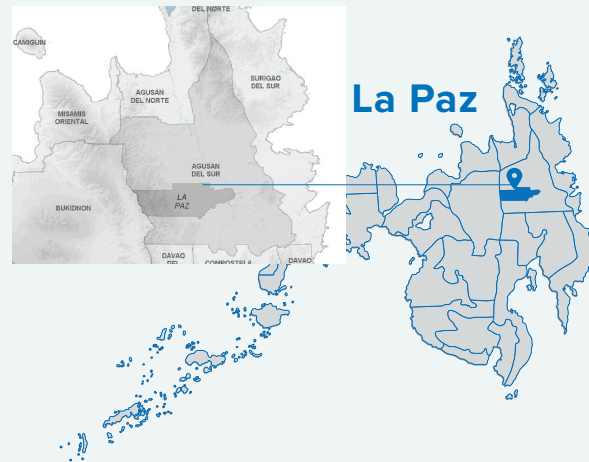 DEL NORTE
CAMIGUIN
SURIGAO
DEL SUR
AGUSAN
DEL NORTE
MISAMIS
ORIENTAL
La Paz
AGUSAN
DEL SUR
LA
PAZ
BUKIDNON
DAVAO
DEL
COMPOSTELA
DAVAO